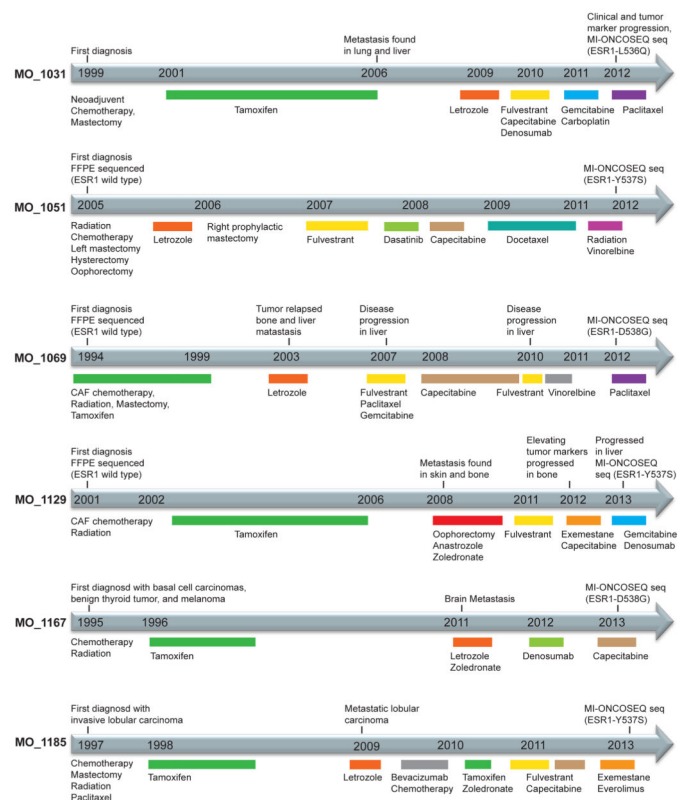 Clinical and tumor
marker progression,
MI-ONCOSEQ seq
(ESR1-L536Q)
Metastasis found
in lung and liver
First diagnosis
MO_1031
1999 2001 2006 2009 2010 2011 2012
Neoadjuvent
Chemotherapy,
Mastectomy
Tamoxifen
Letrozole
Fulvestrant
Capecitabine
Denosumab
Gemcitabine
Carboplatin
Paclitaxel
First diagnosis
FFPE sequenced
(ESR1 wild type)
MI-ONCOSEQ seq
(ESR1-Y537S)
MO_1051
2005 2006 2007 2008 2009 2011 2012
Radiation
Chemotherapy
Left mastectomy
Hysterectomy
Oophorectomy
Letrozole
Right prophylactic
mastectomy
Fulvestrant
Dasatinib
Capecitabine
Docetaxel
Radiation
Vinorelbine
First diagnosis
FFPE sequenced
(ESR1 wild type)
Tumor relapsed
bone and liver
matastasis
Disease
progression
in liver
Disease
progression
in liver
MI-ONCOSEQ seq
(ESR1-D538G)
MO_1069
1994 1999 2003 2007 2008 2010 2011 2012
CAF chemotherapy,
Radiation, Mastectomy,
Tamoxifen
Letrozole
Fulvestrant
Paclitaxel
Gemcitabine
Capecitabine
Fulvestrant
Vinorelbine
Paclitaxel
First diagnosis
FFPE sequenced
(ESR1 wild type)
Metastasis found
in skin and bone
Elevating
tumor markers
progressed
in bone
Progressed
in liver
MI-ONCOSEQ
seq (ESR1-Y537S)
MO_1129
2001 2002 2006 2008 2011 2012 2013
CAF chemotherapy
Radiation
Tamoxifen
Oophorectomy
Anastrozole
Zoledronate
Fulvestrant
Exemestane
Capecitabine
Gemcitabine
Denosumab
First diagnosd with basal cell carcinomas,
benign thyroid tumor, and melanoma
Brain Metastasis
MI-ONCOSEQ seq
(ESR1-D538G)
MO_1167
1995 1996 2011 2012 2013
Chemotherapy
Radiation
Tamoxifen
Letrozole
Zoledronate
Denosumab
Capecitabine
First diagnosd with
invasive lobular carcinoma
Metastatic lobular
carcinoma
MI-ONCOSEQ seq
(ESR1-Y537S)
MO_1185
1997 1998 2009 2010 2011 2013
Chemotherapy
Mastectomy
Radiation
Paclitaxel
Tamoxifen
Letrozole
Bevacizumab
Chemotherapy
Tamoxifen
Zoledronate
Fulvestrant
Capecitabine
Exemestane
Everolimus